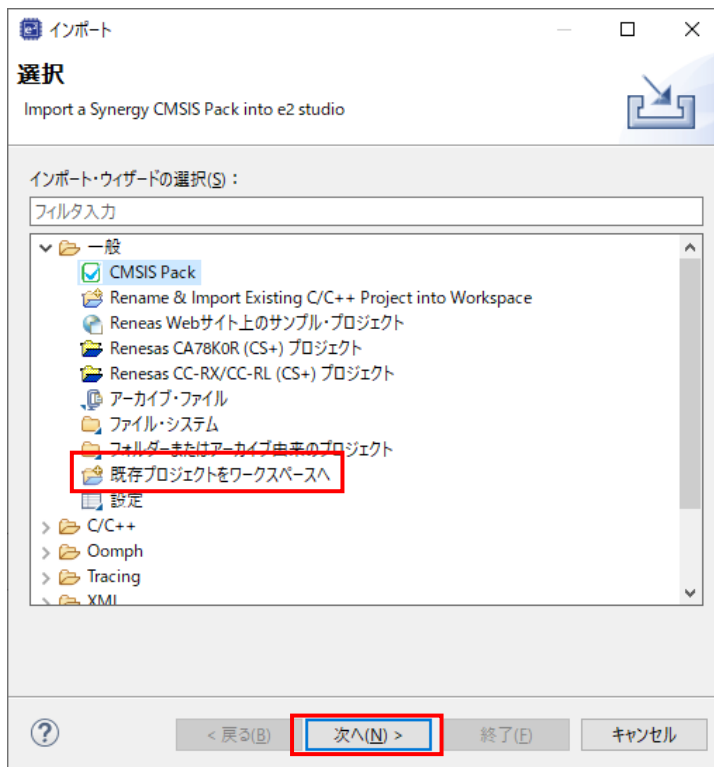 インポート
選択
Import a Synergy CMSIS Pack into e2 studio
インポート・ウィザードの選択(S)：
フィルタ入力
一般
CMSIS Pack
Rename & Import Existing C/C++ Project into Workspace
Reneas Webサイト上のサンプル・プロジェクト
Renesas CA78K0R (CS+) プロジェクト
Renesas CC-RX/CC-RL (CS+) プロジェクト
アーカイブ・ファイル
ファイル・システム
フォルダーまたはアーカイブ由来のプロジェクト
既存プロジェクトをワークスペースへ
設定
C/C++
Oomph
Tracing
XML
< 戻る(B) 次へ(N) > 終了(F) キャンセル